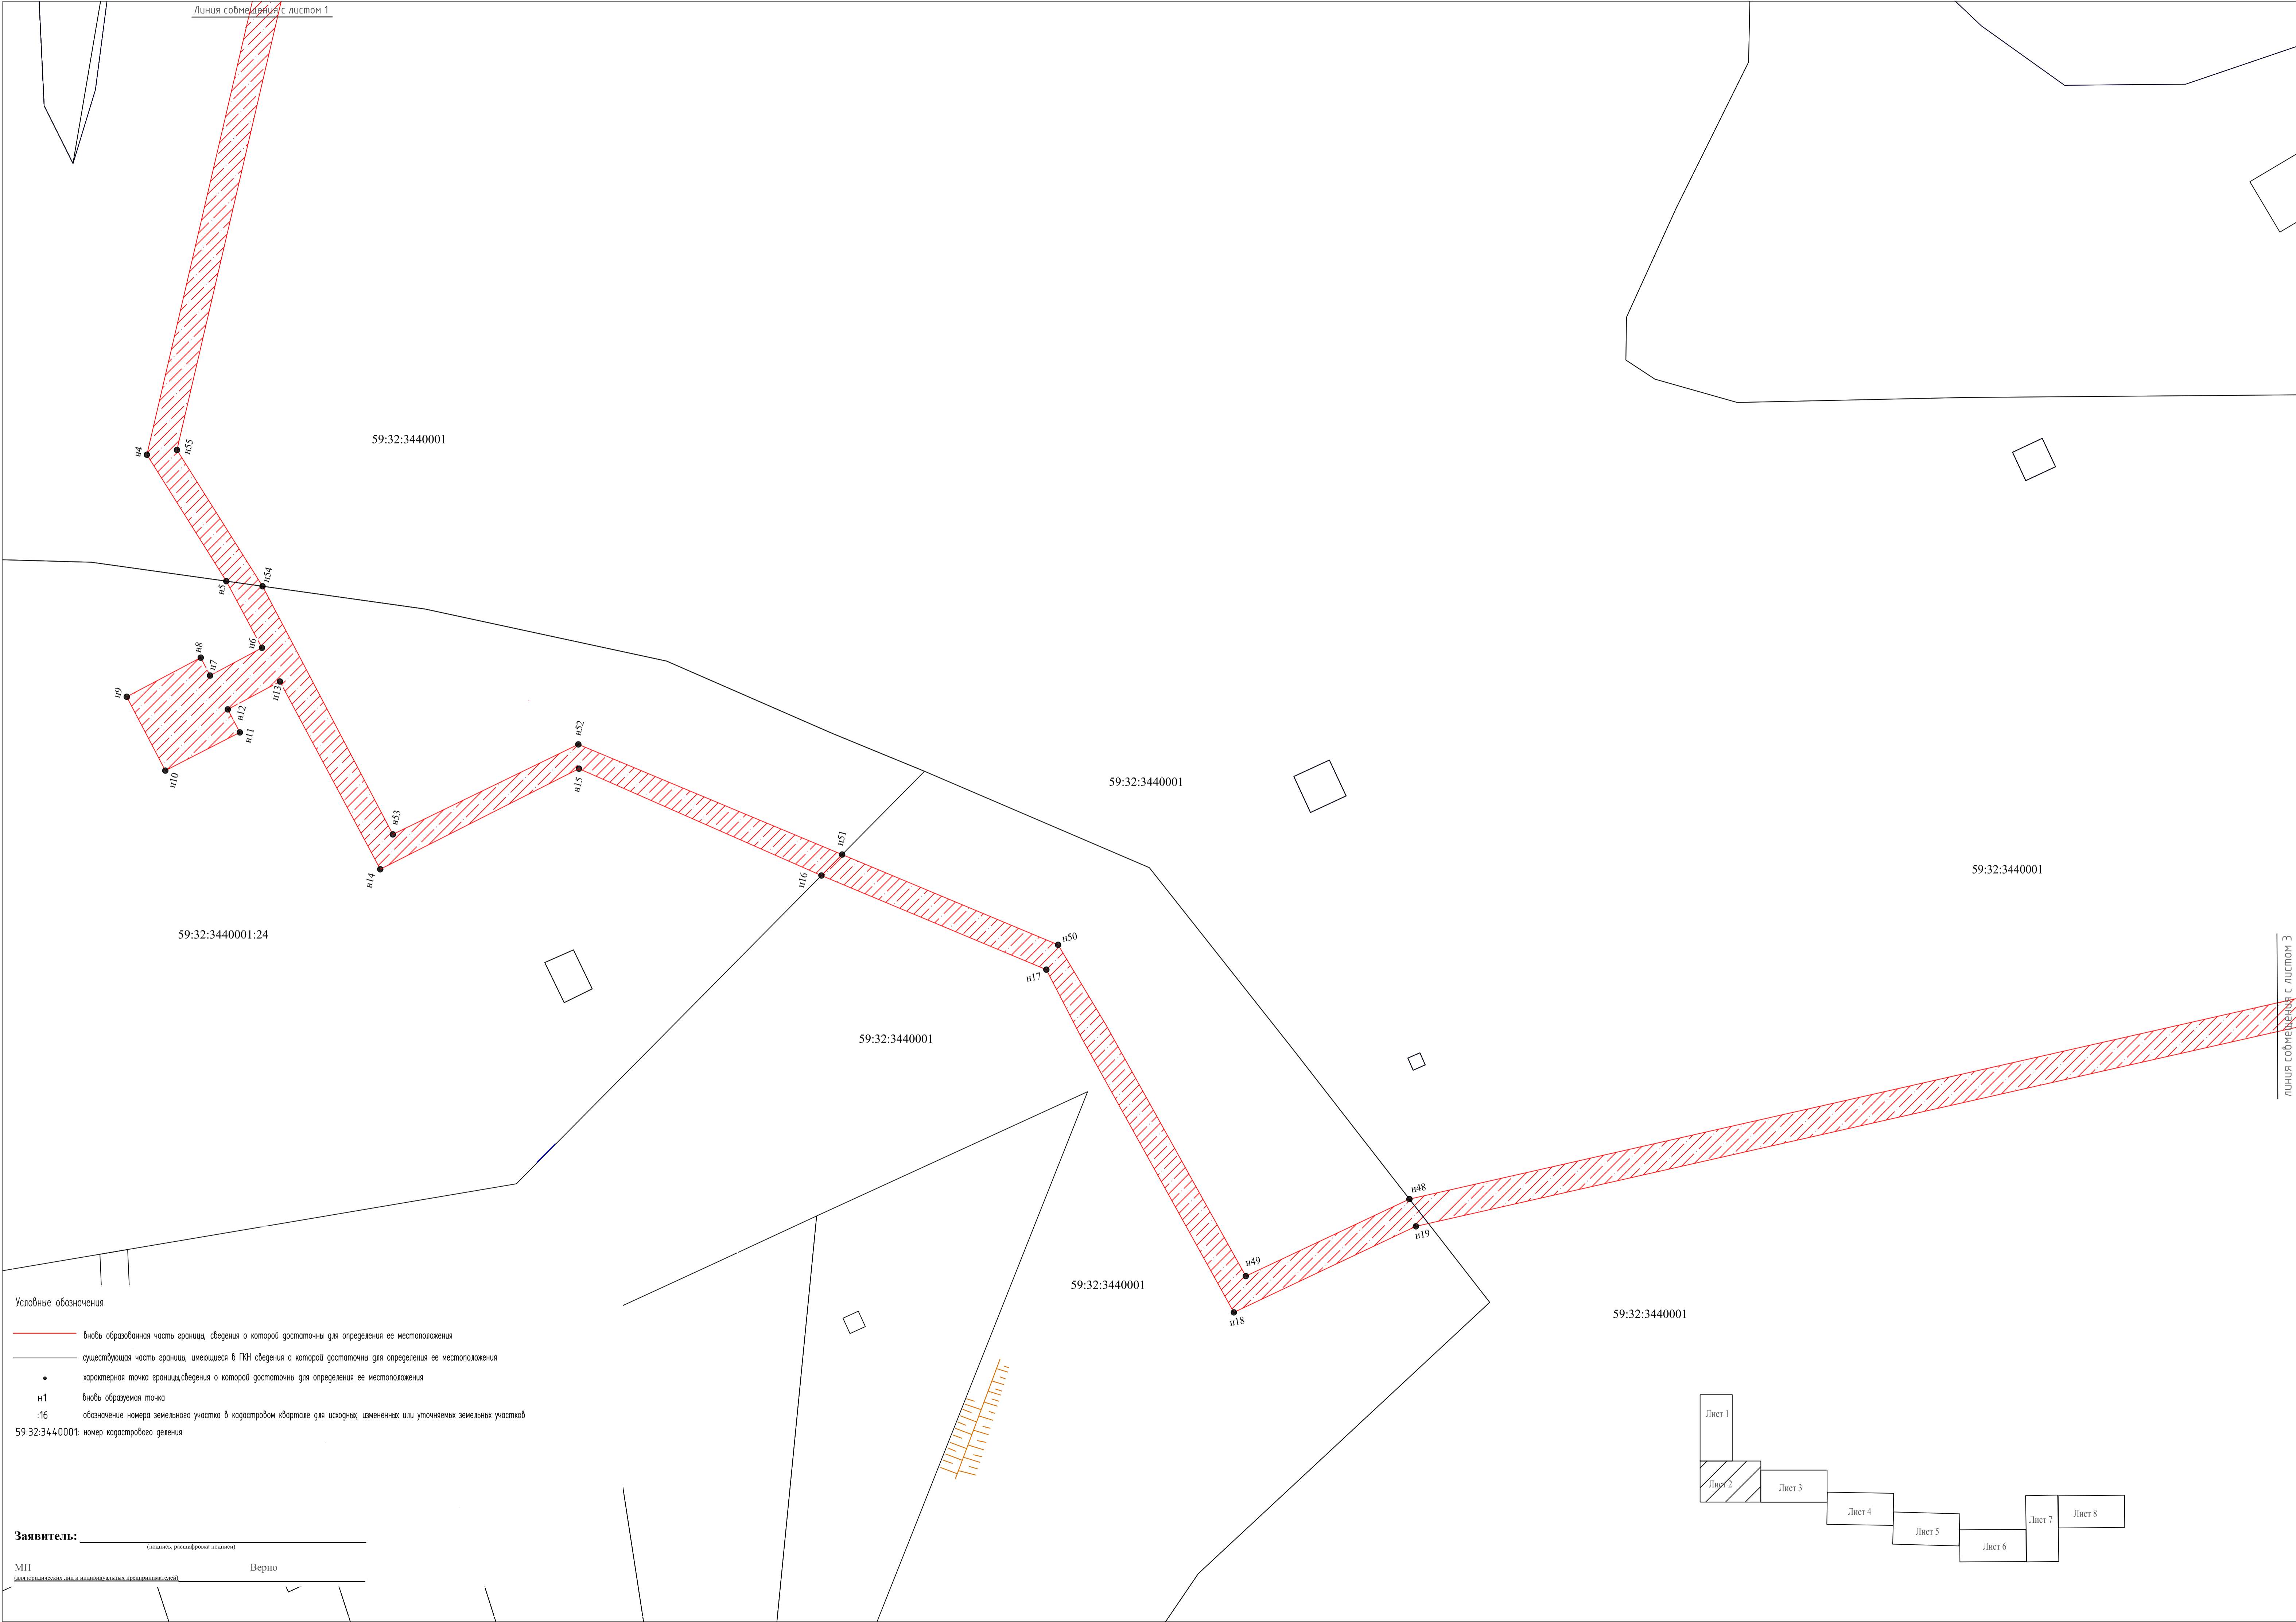 Линия совмещения с листом 1
н4
н55
59:32:3440001
н5
н54
н6
н8
н7
н9
н13
н12
н11
н10
н52
н15
н53
н14
н51
н16
59:32:3440001
59:32:3440001
59:32:3440001:24
н50
н17
59:32:3440001
линия совмещения с листом 3
н48
н19
н49
н18
59:32:3440001
59:32:3440001
Условные обозначения
вновь образованная часть границы, сведения о которой достаточны для определения ее местоположения
существующая часть границы, имеющиеся в ГКН сведения о которой достаточны для определения ее местоположения
характерная точка границы,сведения о которой достаточны для определения ее местоположения
н1 вновь образуемая точка
:16 обозначение номера земельного участка в кадастровом квартале для исходных, измененных или уточняемых земельных участков
59:32:3440001: номер кадастрового деления
Лист 1
Лист 2
Лист 3
Лист 4
Лист 5
Лист 6
Лист 7
Лист 8
Заявитель:
(подпись, расшифровка подписи)
МП Верно
(для юридических лиц и индивидуальных предпринимателей)